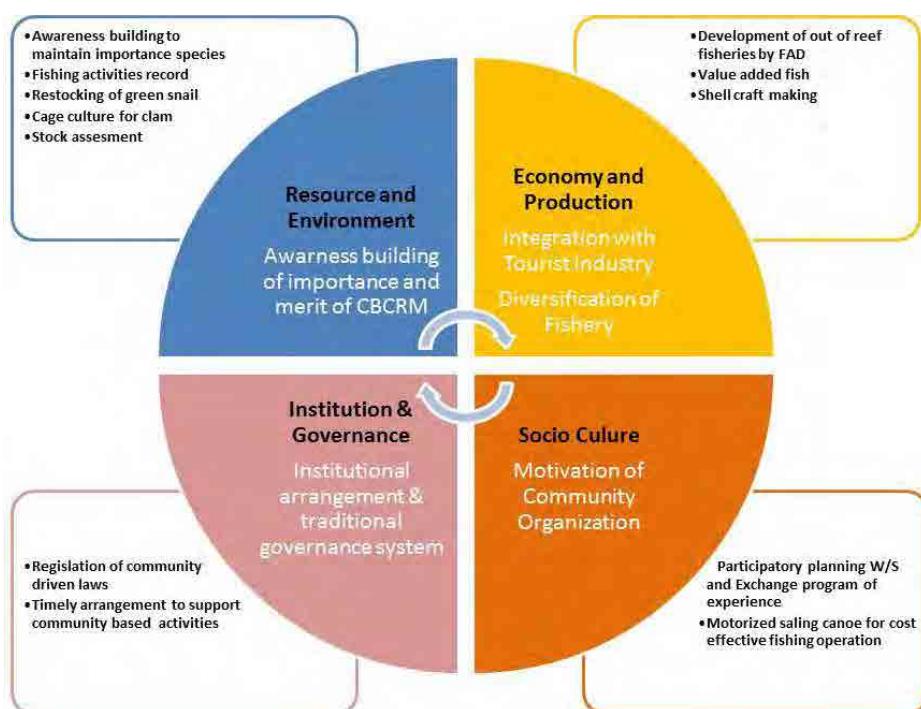 •Awareness building to
maintain importance species
•Fishing activities record
•Restocking of green snail
•Cage culture for clam
•Stock assesment
•Development of out of reef
fisheries by FAD
•Value added fish
•Shell craft making
Resource and
Environment
Awarness building
of importance and
merit of CBCRM
Economy and
Production
Integration with
Tourist Industry
Diversification of
Fishery
Institution &
Governance
Institutional
arrangement &
traditional
governance system
Socio Culure
Motivation of
Community
Organization
•Regislation of community
driven laws
•Timely arrangement to support
community based activities
Participatory planning W/S
and Exchange program of
experience
•Motorized saling canoe for cost
effective fishing operation